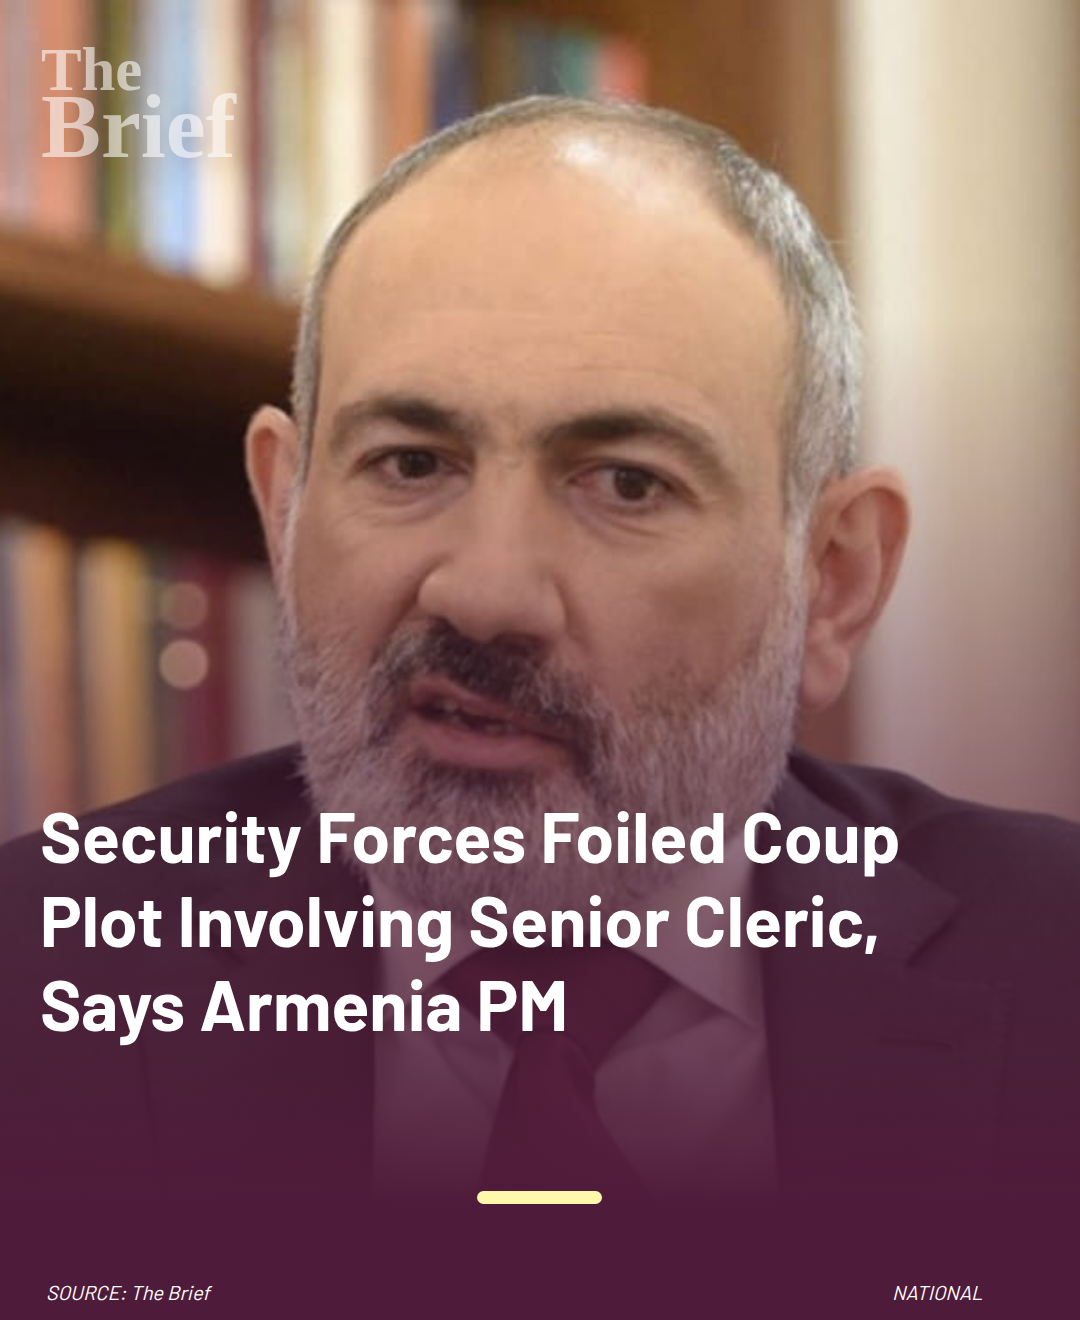 The
Brief
Security Forces Foiled Coup
Plot Involving Senior Cleric,
Says Armenia PM
SOURCE: The Brief
NATIONAL